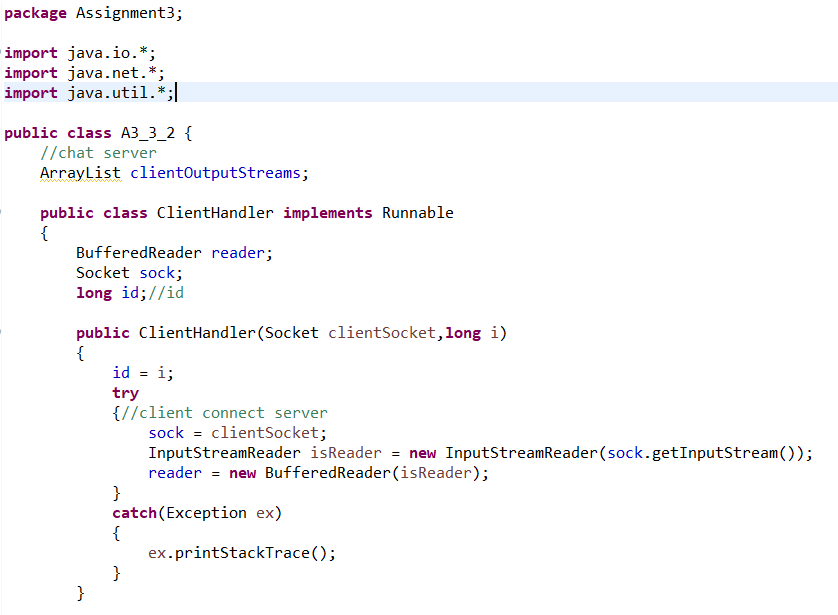 package Assignment3;
import java.io.*;
import java.net.*;
import java.util.*;
public class A3_3_2 {
//chat server
ArrayList clientOutputStreams;
public class ClientHandler implements Runnable
{
BufferedReader reader;
Socket sock;
long id;//id
public ClientHandler(Socket clientSocket,long i)
{
id = i;
try
{//client connect server
sock = clientSocket;
InputStreamReader isReader = new InputStreamReader(sock.getInputStream());
reader = new BufferedReader(isReader);
}
catch(Exception ex)
{
ex.printStackTrace();
}
}